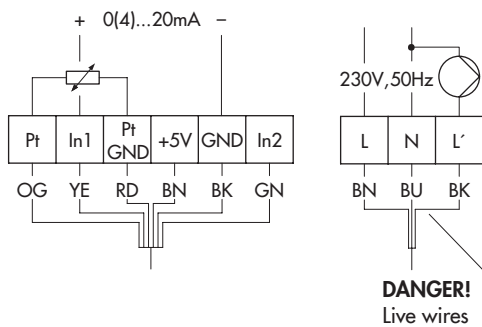 + 0(4)...20mA –
230V,50Hz
Pt In1 Pt GND +5V GND In2
L N L´
OG YE RD BN BK GN
BN BU BK
DANGER!
Live wires